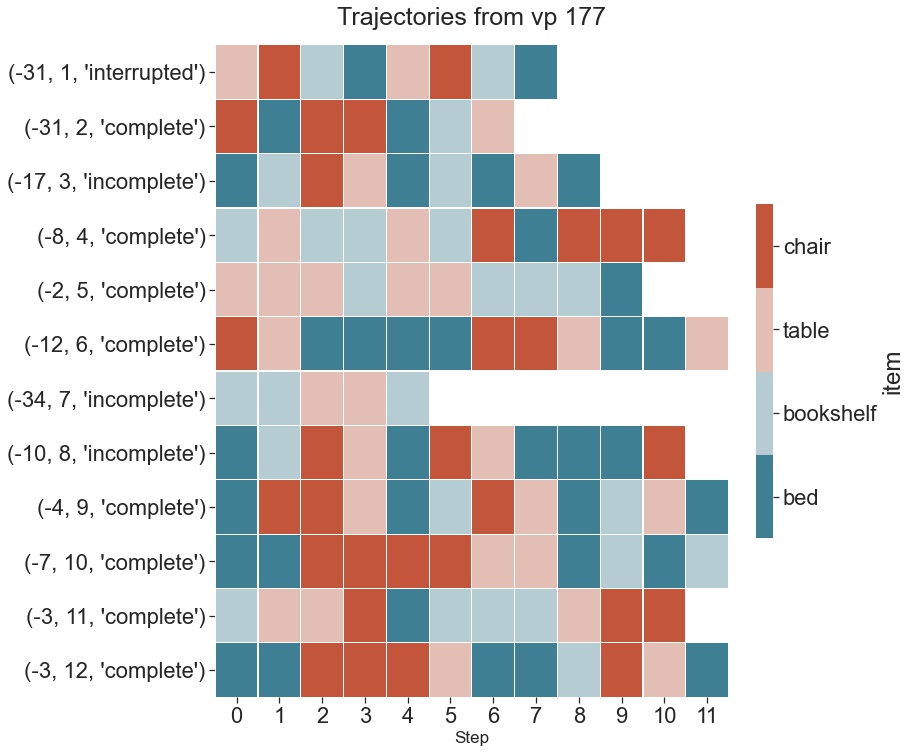 Trajectories from vp 177
(-31, 1, 'interrupted')
(-31, 2, 'complete')
(-17, 3, 'incomplete')
(-8, 4, 'complete')
(-2, 5, 'complete')
(-12, 6, 'complete')
(-34, 7, 'incomplete')
(-10, 8, 'incomplete')
(-4, 9, 'complete')
(-7, 10, 'complete')
(-3, 11, 'complete')
(-3, 12, 'complete')
0 1 2 3 4 5 6 7 8 9 10 11
Step
chair
table
bookshelf
bed
item